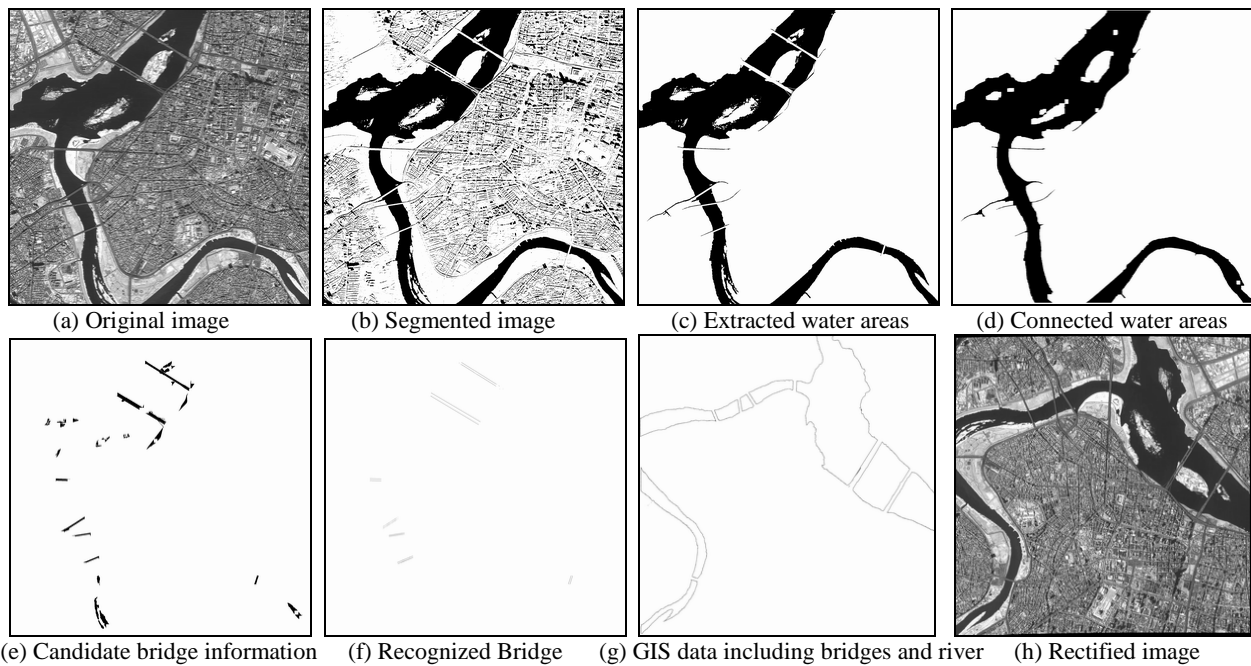 (a) Original image
(b) Segmented image
(c) Extracted water areas
(d) Connected water areas
(e) Candidate bridge information
(f) Recognized Bridge
(g) GIS data including bridges and river
(h) Rectified image